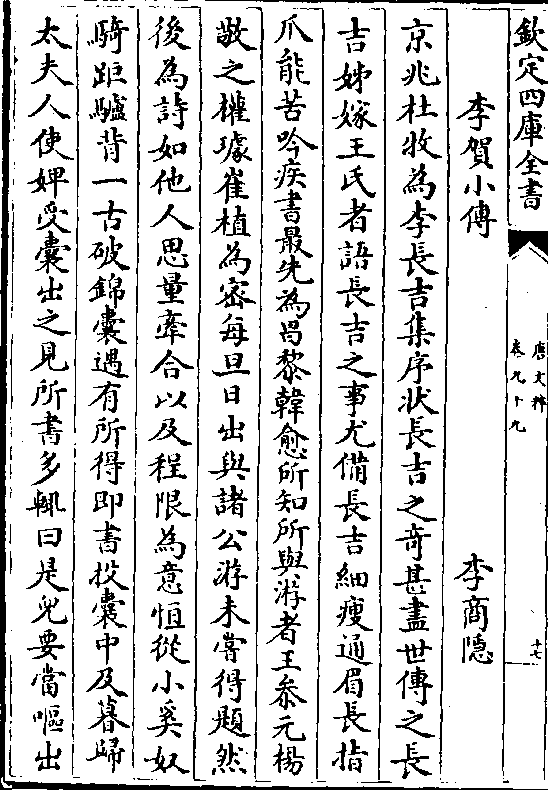 欽定四庫全書
唐文粹
卷九十九
十七
李賀小傳 李商隱
京兆杜牧為李長吉集序狀長吉之奇甚盡世傳之長
吉姊嫁王氏者語長吉之事尤備長吉細瘦通眉長指
爪能苦吟疾書最先為昌黎韓愈所知所與游者王叅元楊
敬之權璩崔植為密每旦日出與諸公游未嘗得題然
後為詩如他人思量牽合以及程限為意恒從小奚奴
騎距驢背一古破錦囊遇有所得即書投囊中及暮歸
太夫人使婢受囊出之見所書多輒曰是兒要當嘔出